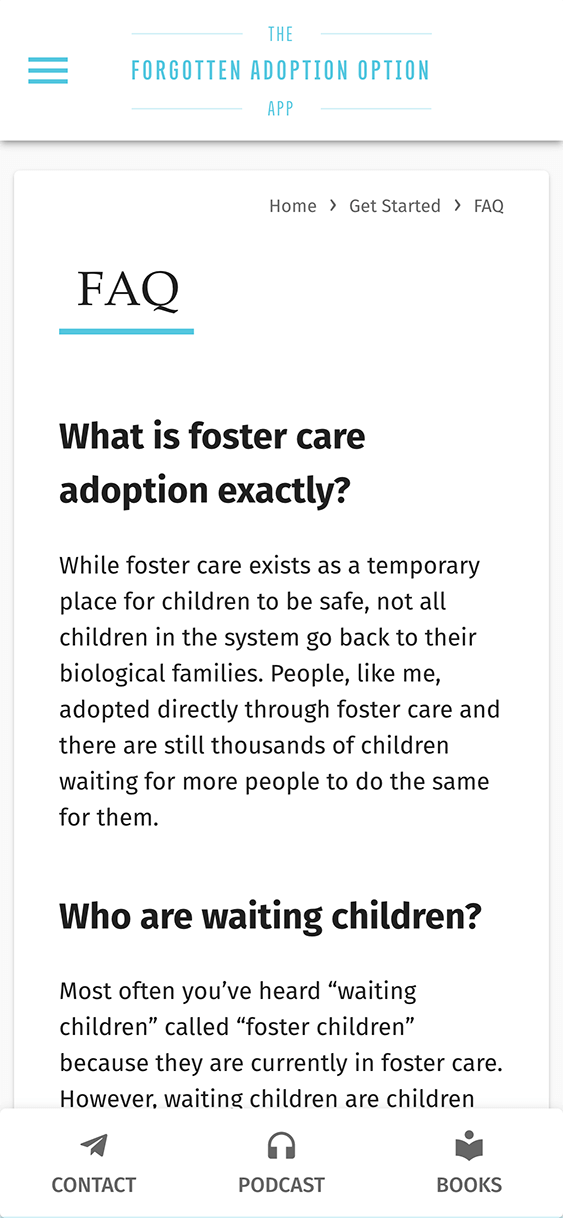 THE
FORGOTTEN ADOPTION OPTION
APP
Home › Get Started › FAQ
FAQ
What is foster care
adoption exactly?
While foster care exists as a temporary
place for children to be safe, not all
children in the system go back to their
biological families. People, like me,
adopted directly through foster care and
there are still thousands of children
waiting for more people to do the same
for them.
Who are waiting children?
Most often you’ve heard “waiting
children” called “foster children”
because they are currently in foster care.
However, waiting children are children
CONTACT PODCAST BOOKS